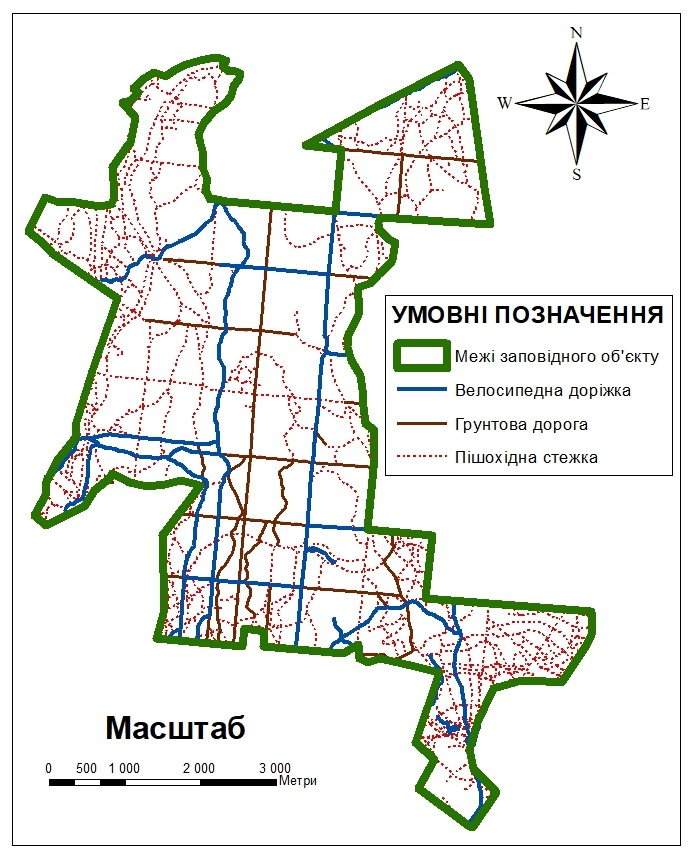 N
W E
S
УМОВНІ ПОЗНАЧЕННЯ
Межі заповідного об'єкту
Велосипедна доріжка
Грунтова дорога
Пішохідна стежка
Масштаб
0 500 1 000 2 000 3 000
Метри